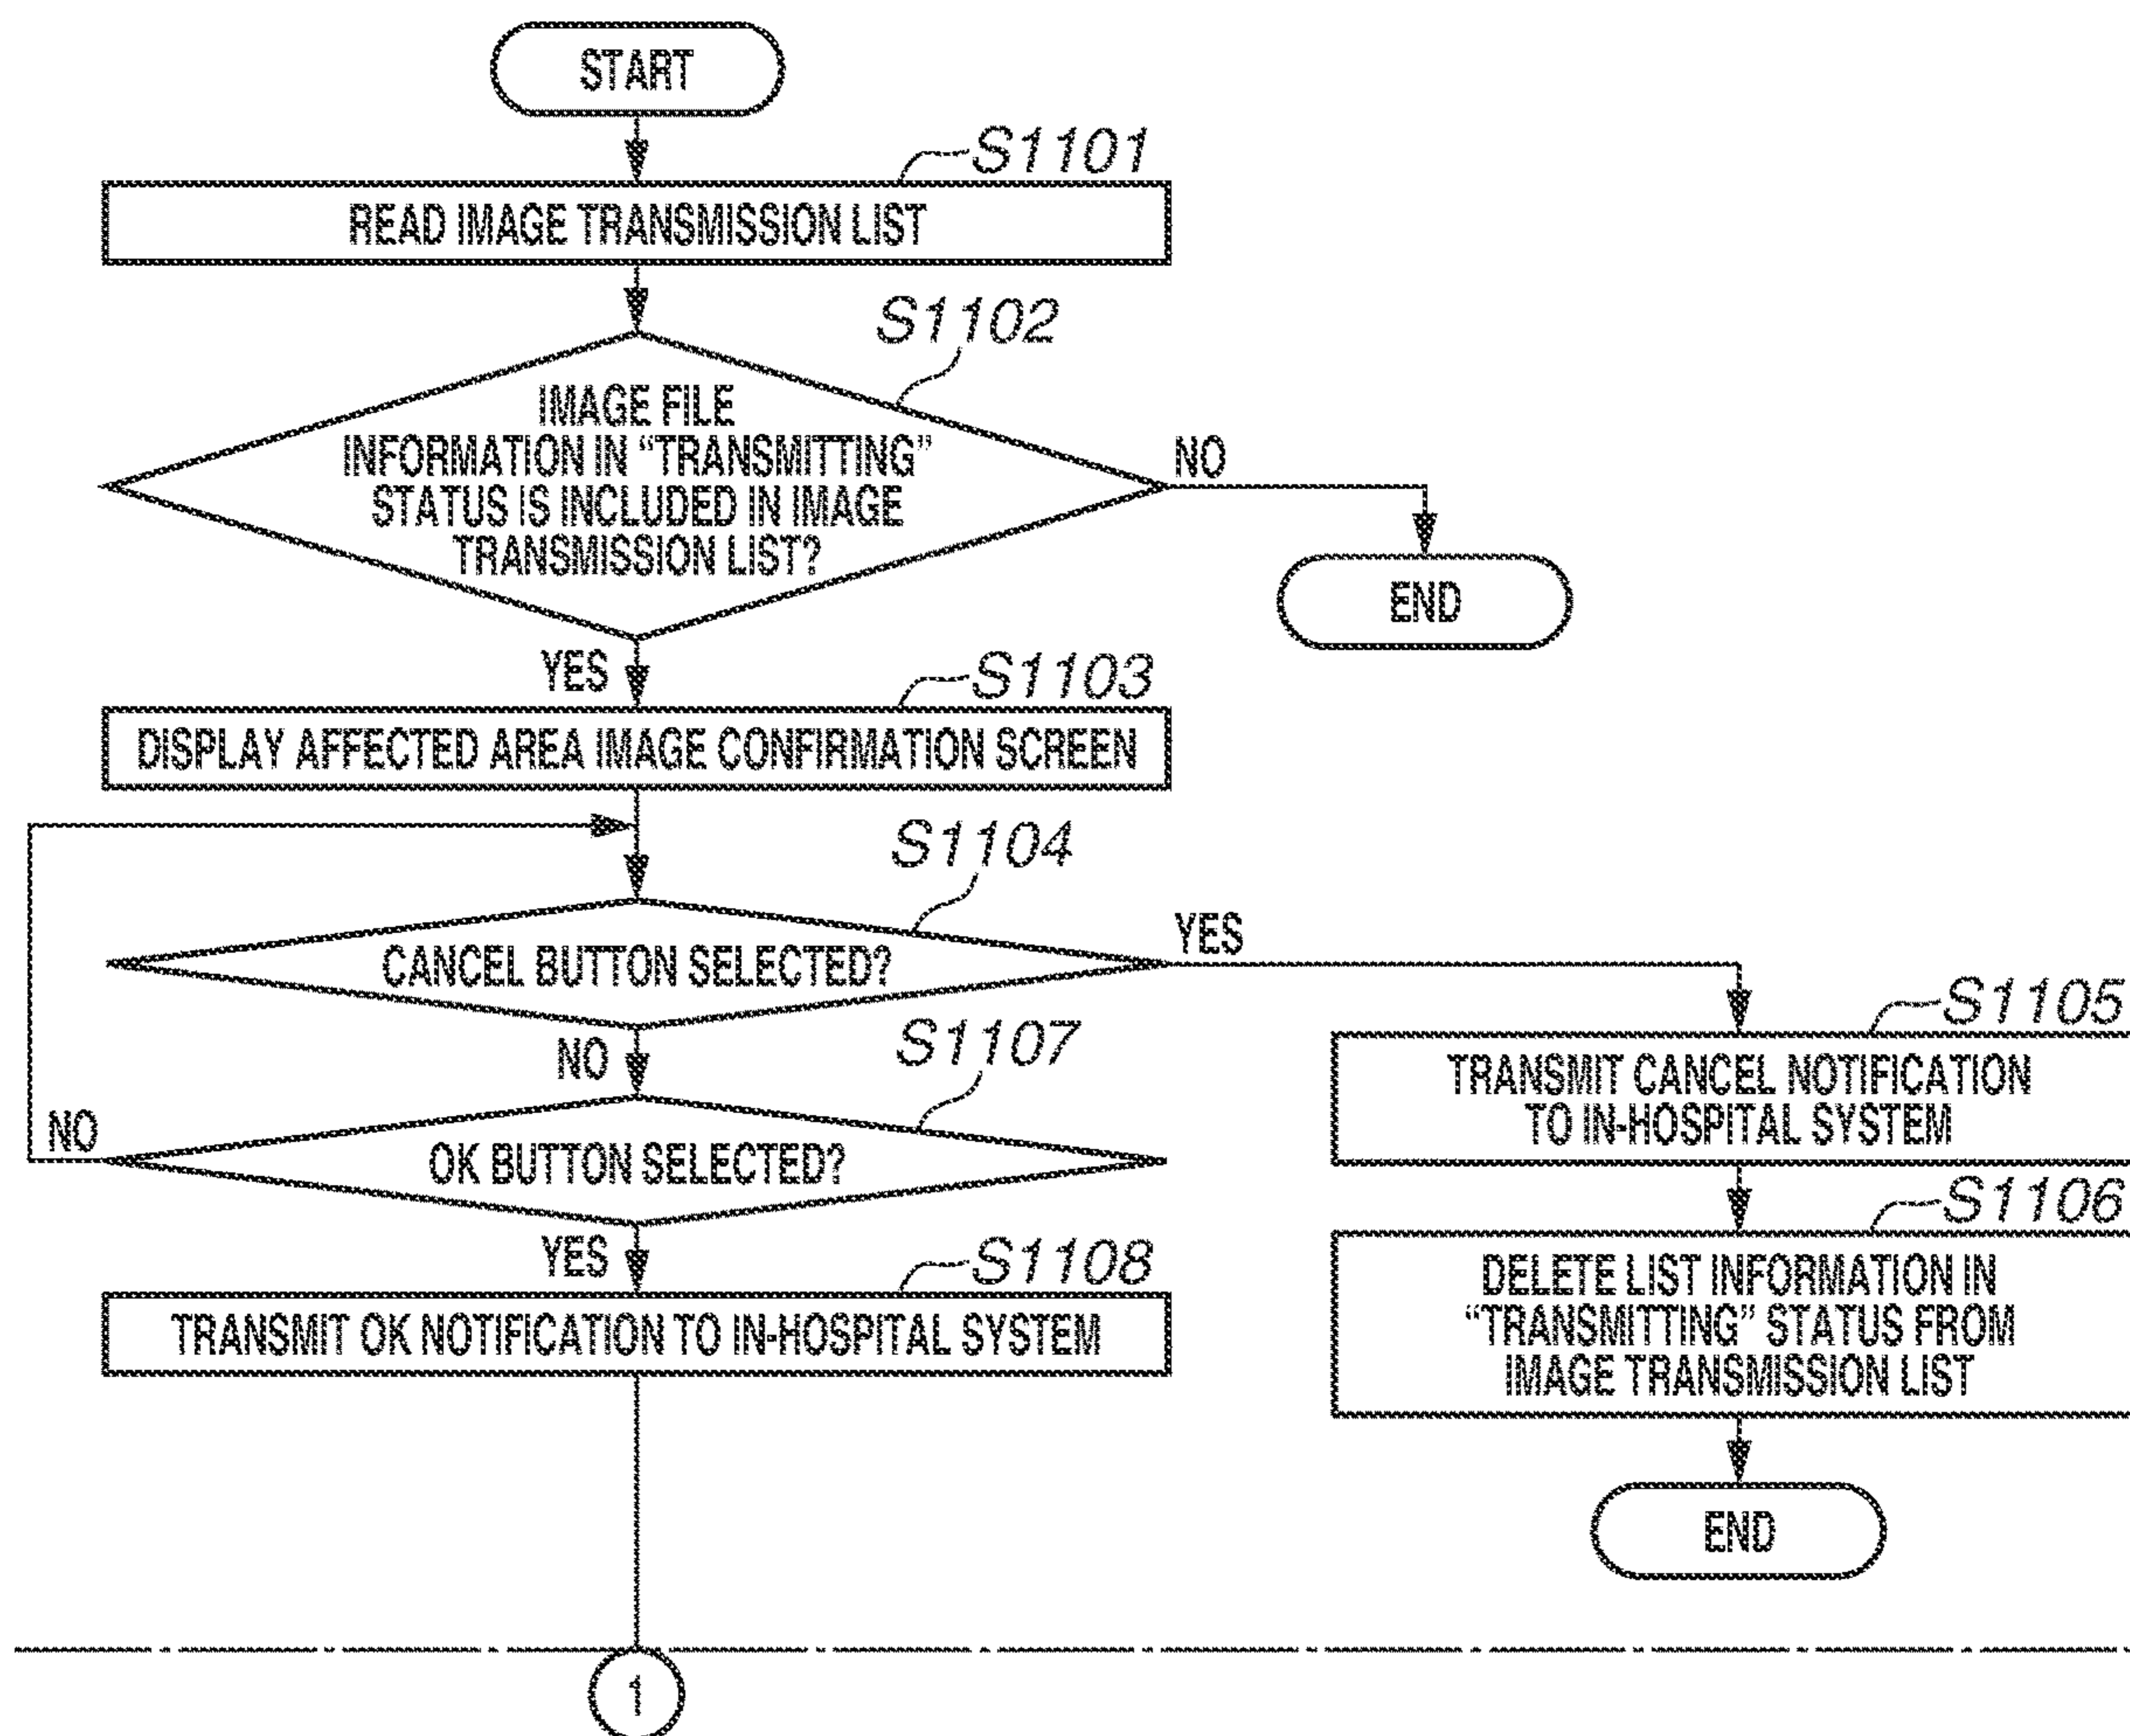 START
S1101
READ IMAGE TRANSMISSION LIST
S1102
IMAGE FILE
INFORMATION IN “TRANSMITTING”
STATUS IS INCLUDED IN IMAGE
TRANSMISSION LIST?
NO
END
YES
S1103
DISPLAY AFFECTED AREA IMAGE CONFIRMATION SCREEN
S1104
CANCEL BUTTON SELECTED?
YES
S1105
TRANSMIT CANCEL NOTIFICATION
TO IN-HOSPITAL SYSTEM
NO
S1107
OK BUTTON SELECTED?
NO
S1106
DELETE LIST INFORMATION IN
“TRANSMITTING” STATUS FROM
IMAGE TRANSMISSION LIST
YES
S1108
TRANSMIT OK NOTIFICATION TO IN-HOSPITAL SYSTEM
END
1